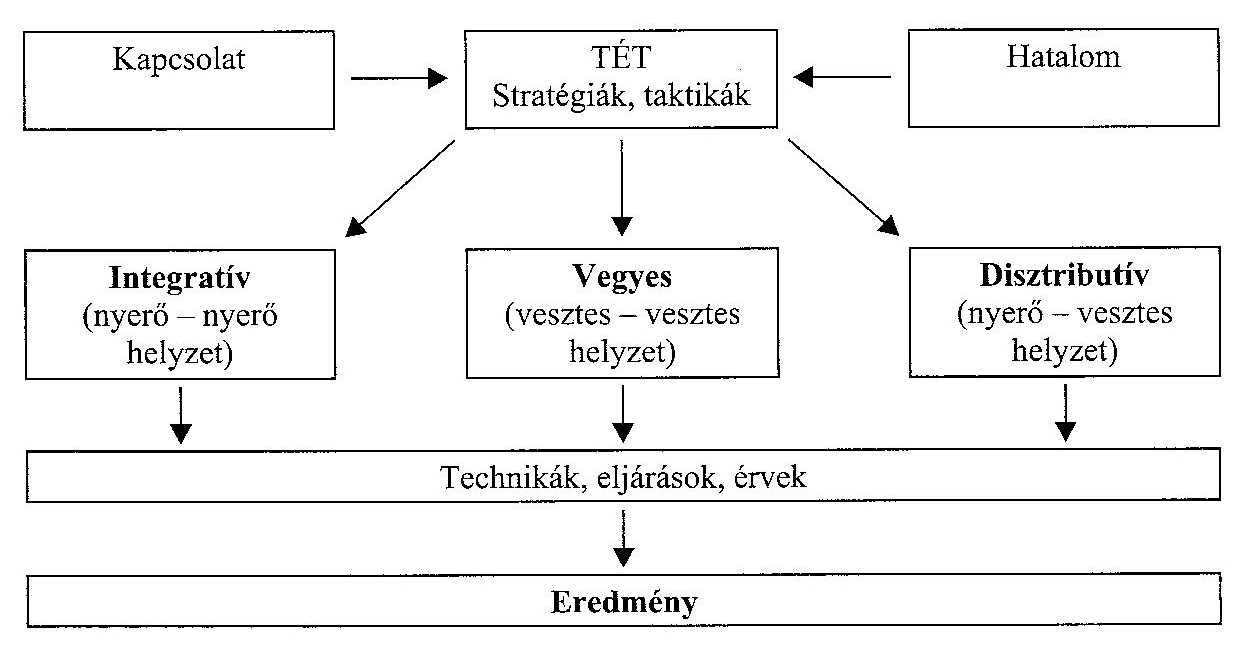 Kapcsolat
TÉT
Stratégiák, taktikák
Hatalom
Integratív
(nyerő – nyerő
helyzet)
Vegyes
(vesztes – vesztes
helyzet)
Disztributív
(nyerő – vesztes
helyzet)
Technikák, eljárások, érvek
Eredmény